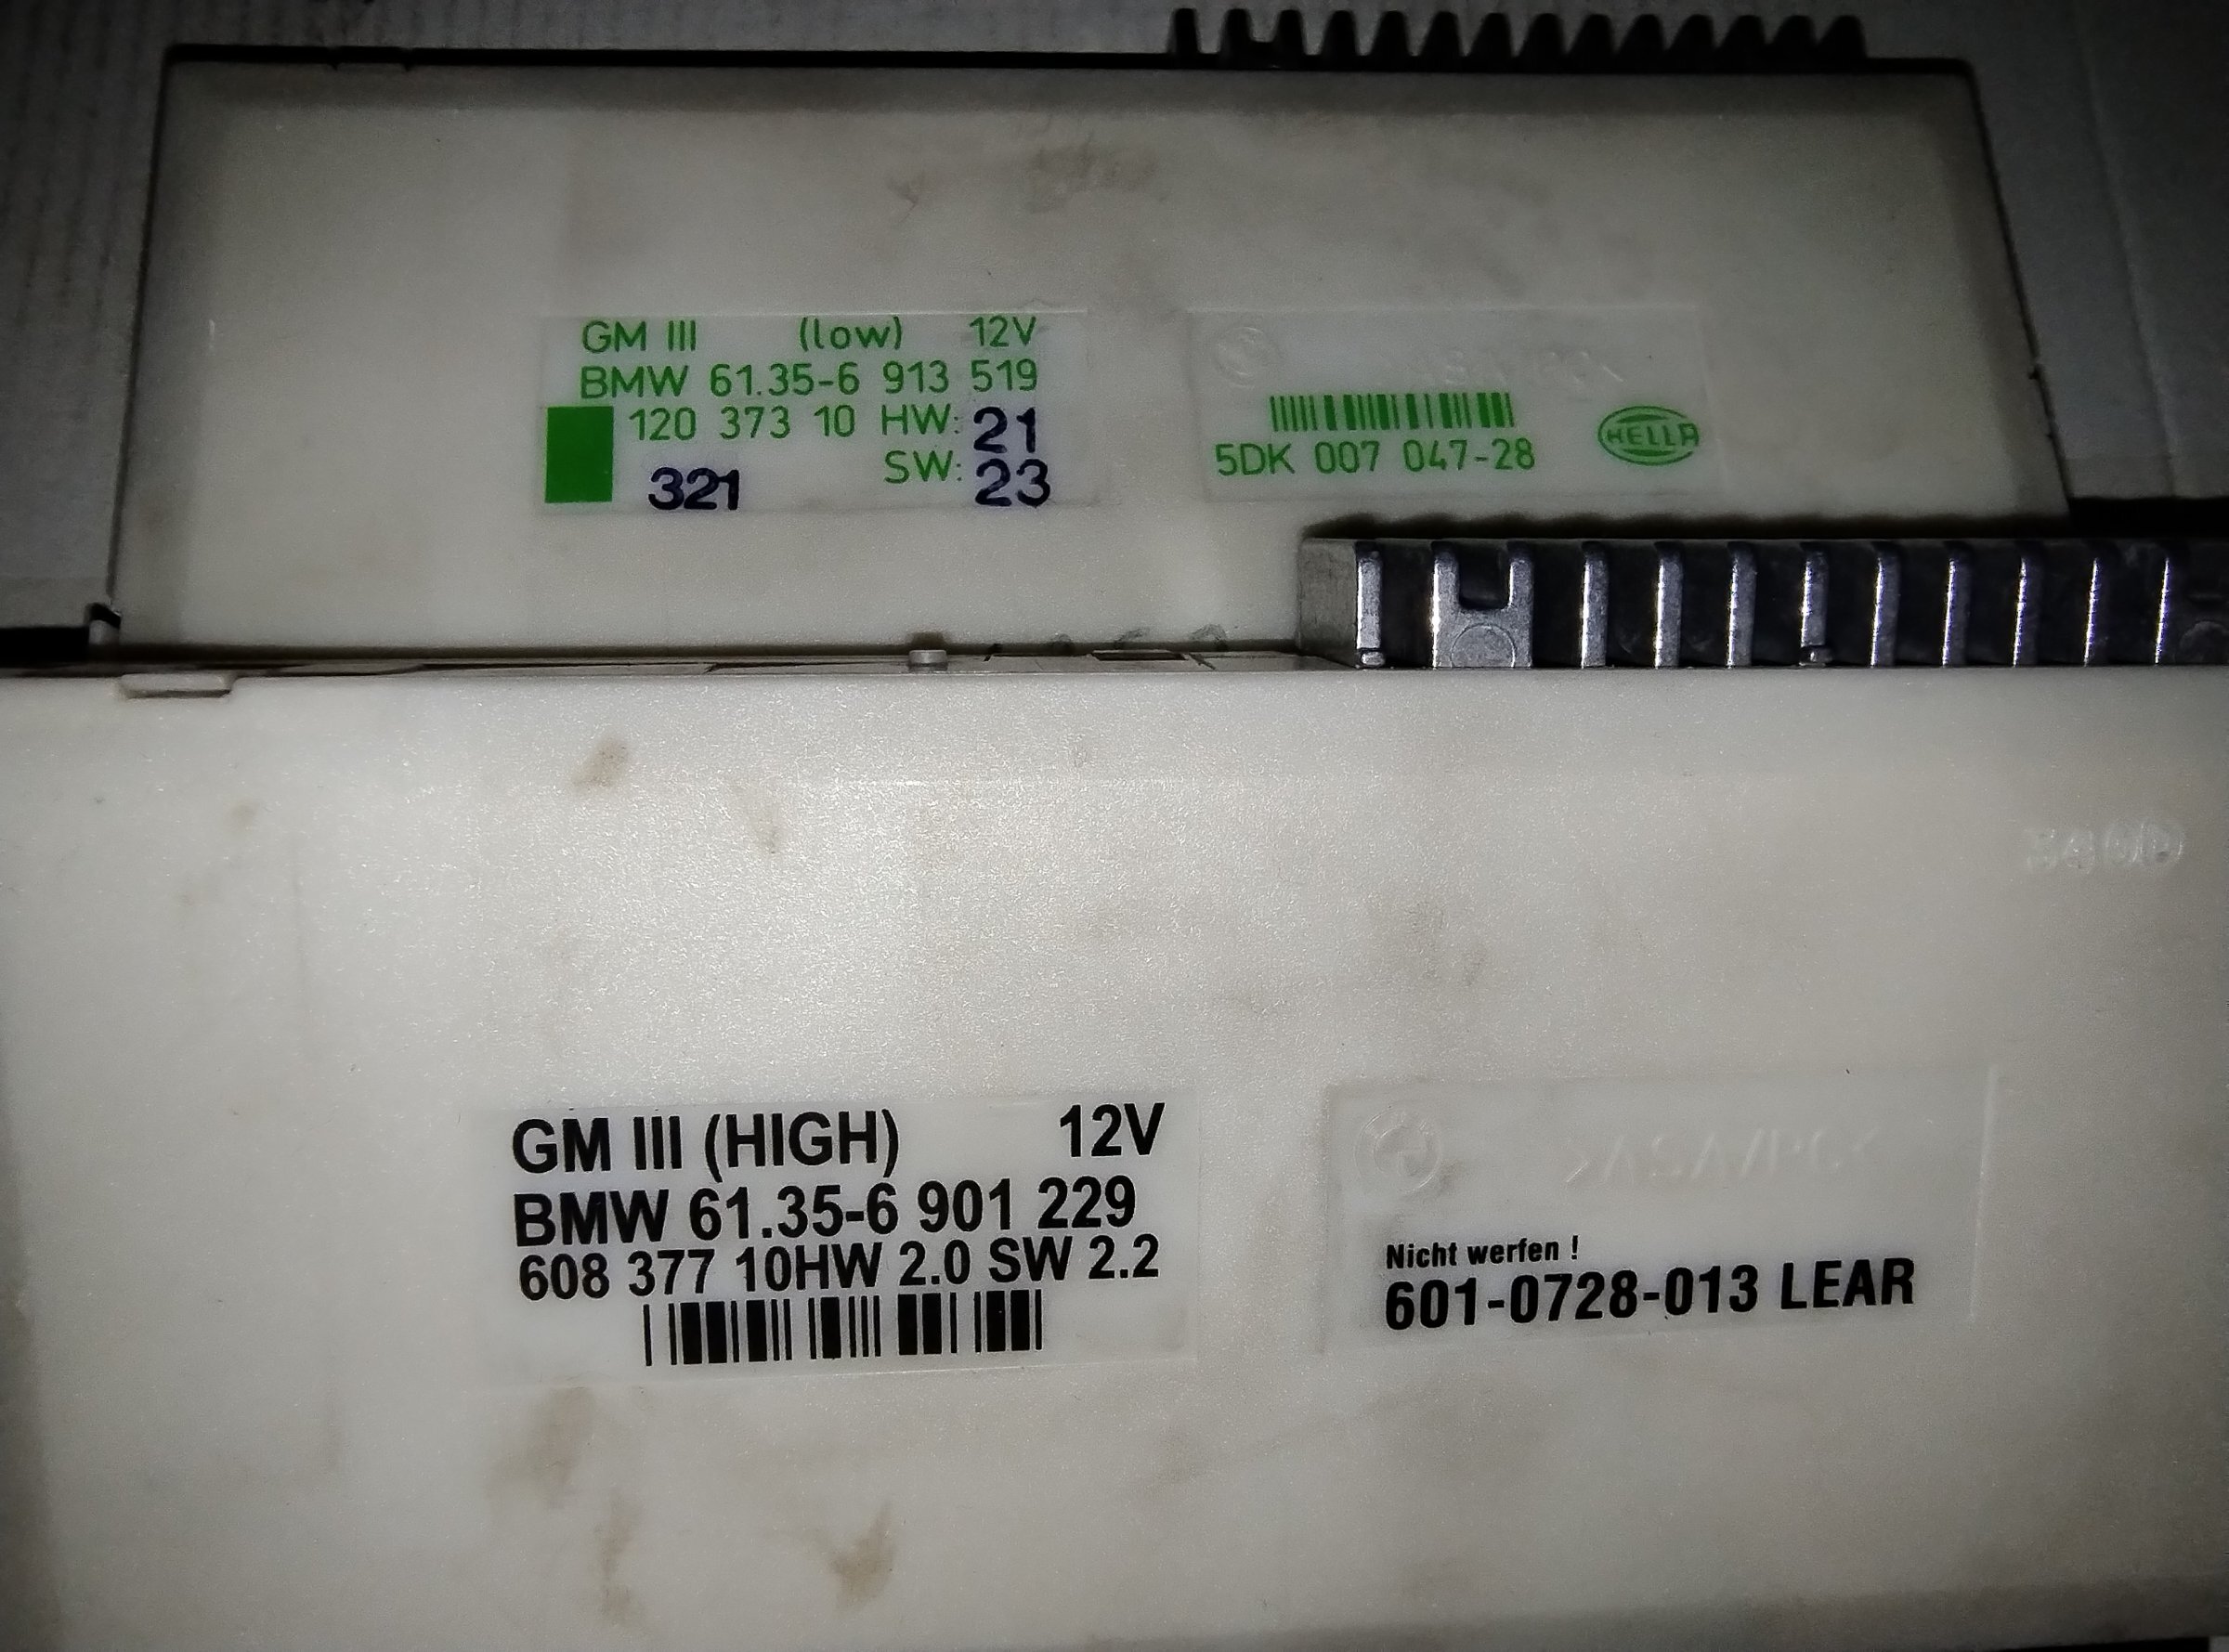 GM III (low) 12V
BMW 61.35-6 913 519
120 373 10 HW: 21
321 SW: 23
5DK 007 047-28
HELLA
GM III (HIGH) 12V
BMW 61.35-6 901 229
608 377 10HW 2.0 SW 2.2
Nicht werfen !
601-0728-013 LEAR